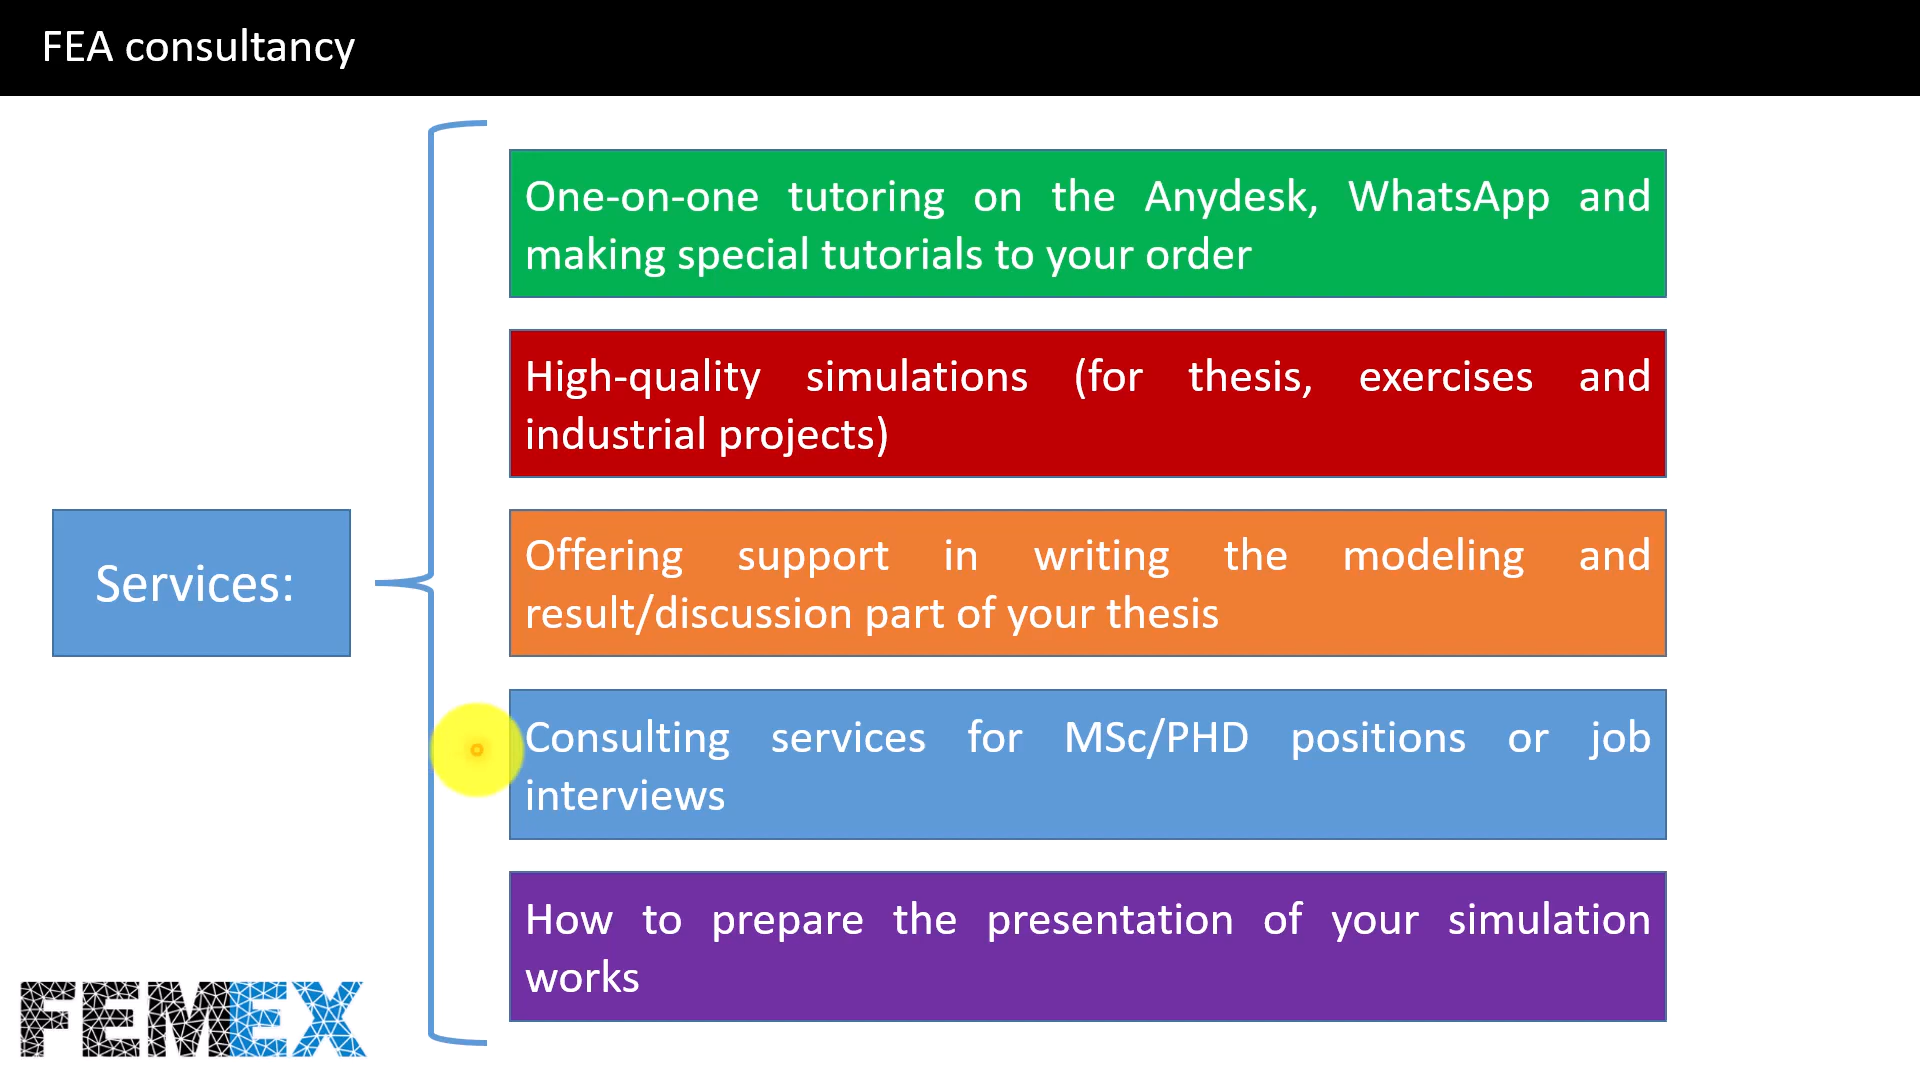 FEA consultancy
One-on-one tutoring on the Anydesk, WhatsApp and
making special tutorials to your order
High-quality simulations (for thesis, exercises and
industrial projects)
Services:
Offering support in writing the modeling and
result/discussion part of your thesis
Consulting services for MSc/PHD positions or job
interviews
How to prepare the presentation of your simulation
works
FEMEX